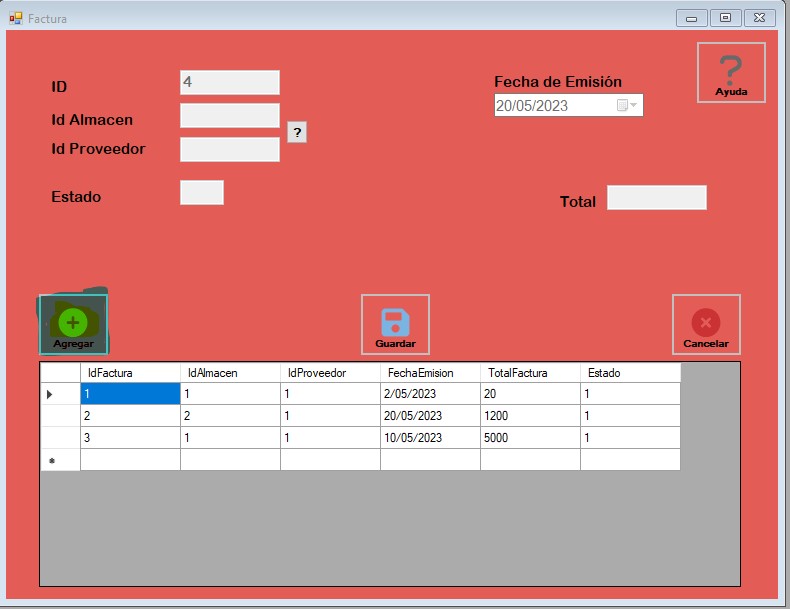 Factura
ID 4
Fecha de Emisión
Ayuda
20/05/2023
Id Almacen
?
Id Proveedor
Estado
Total
Agregar
Guardar
Cancelar
IdFactura IdAlmacen IdProveedor FechaEmision TotalFactura Estado
1 1 1 2/05/2023 20 1
2 2 1 20/05/2023 1200 1
3 1 1 10/05/2023 5000 1